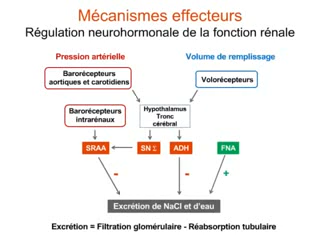 Mécanismes effecteurs
Régulation neurohormonale de la fonction rénale
Pression artérielle
Volume de remplissage
Barorécepteurs
aortiques et carotidiens
Volorécepteurs
Barorécepteurs
intrarénaux
Hypothalamus
Tronc
cérébral
SRAA
SN Σ
ADH
FNA
-
-
+
Excrétion de NaCl et d'eau
Excrétion = Filtration glomérulaire - Réabsorption tubulaire